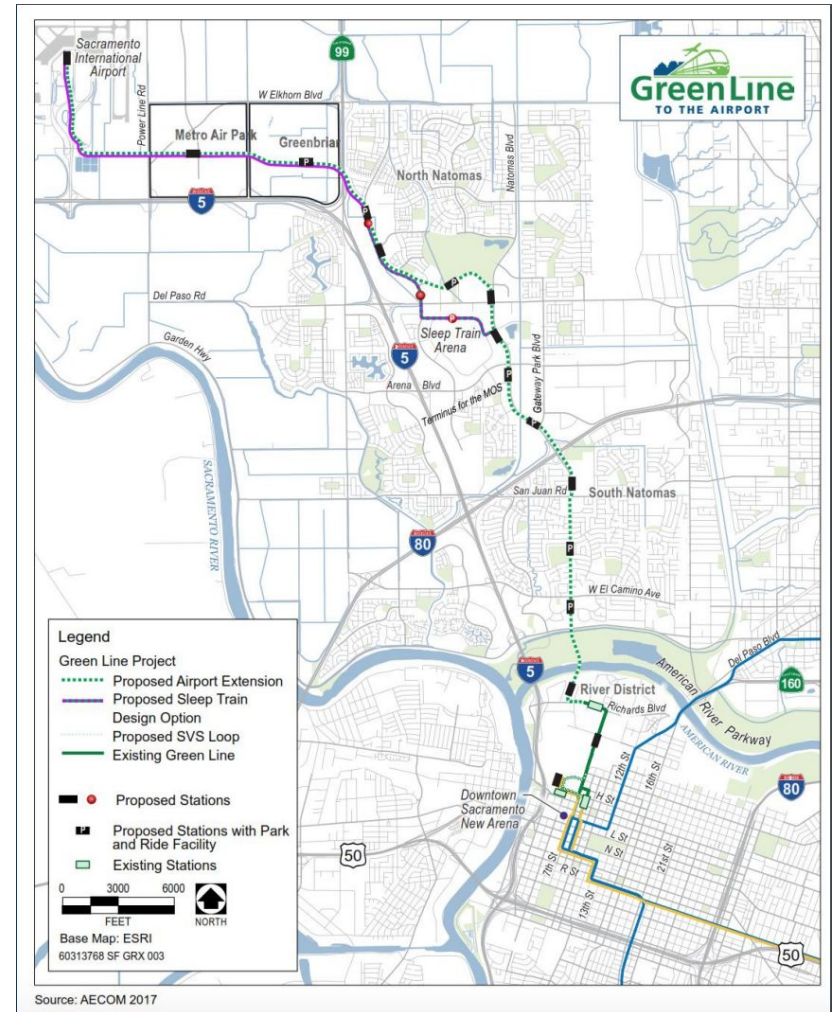 Sacramento
International
Airport
CALIFORNIA
99
GreenLine
TO THE AIRPORT
W Elkhorn Blvd
Power Line Rd
Metro Air Park
Greenbriar
P
North Natomas
Natomas Blvd
5
P
P
Del Paso Rd
P
Sleep Train
Arena
Garden Hwy
5
Arena Blvd
Terminus for the MOS
P
Gateway Park Blvd
P
SACRAMENTO RIVER
San Juan Rd
South Natomas
80
P
W El Camino Ave
P
Legend
Green Line Project
Proposed Airport Extension
Proposed Sleep Train
Design Option
Proposed SVS Loop
Existing Green Line
Proposed Stations
P
Proposed Stations with Park
and Ride Facility
Existing Stations
0 3000 6000
FEET
NORTH
Base Map: ESRI
60313768 SF GRX 003
5
River District
Richards Blvd
Del Paso Blvd
160
American River Parkway
AMERICAN RIVER
12th St
16th St
80
Downtown
Sacramento
New Arena
H St
L St
N St
21st St
7th St
R St
13th St
50
50
Source: AECOM 2017